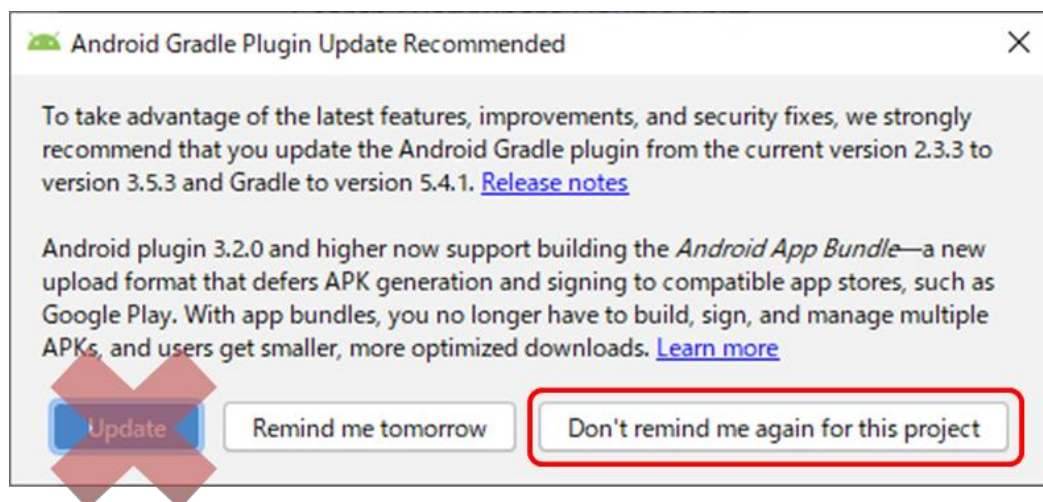 Android Gradle Plugin Update Recommended
To take advantage of the latest features, improvements, and security fixes, we strongly
recommend that you update the Android Gradle plugin from the current version 2.3.3 to
version 3.5.3 and Gradle to version 5.4.1. Release notes
Android plugin 3.2.0 and higher now support building the Android App Bundle—a new
upload format that defers APK generation and signing to compatible app stores, such as
Google Play. With app bundles, you no longer have to build, sign, and manage multiple
APKs, and users get smaller, more optimized downloads. Learn more
Update Remind me tomorrow Don't remind me again for this project